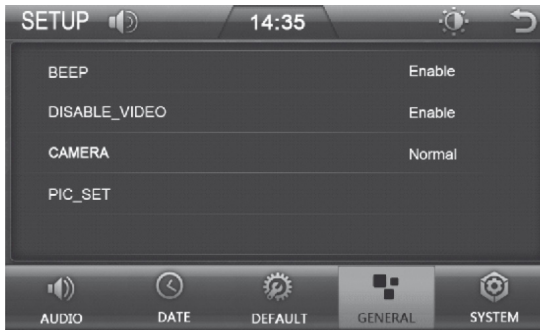 SETUP 14:35
BEEP Enable
DISABLE_VIDEO Enable
CAMERA Normal
PIC_SET
AUDIO DATE DEFAULT GENERAL SYSTEM